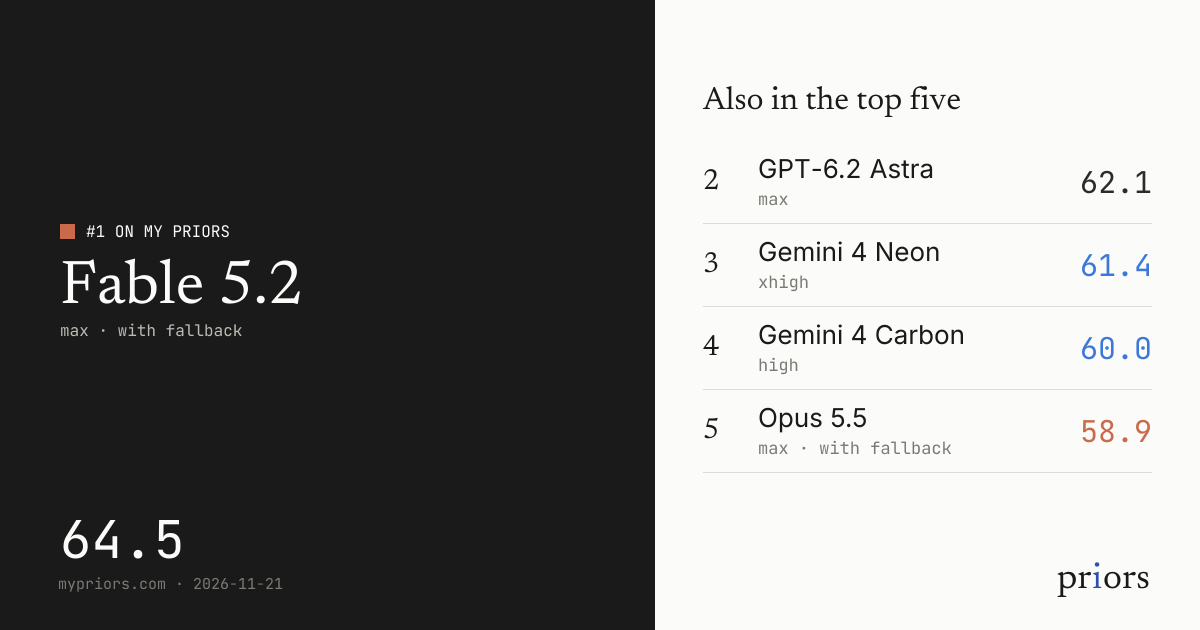 #1 ON MY PRIORS
Fable 5.2
max · with fallback
64.5
mypriors.com · 2026-11-21
Also in the top five
2 GPT-6.2 Astra 62.1
max
3 Gemini 4 Neon 61.4
xhigh
4 Gemini 4 Carbon 60.0
high
5 Opus 5.5 58.9
max · with fallback
priors